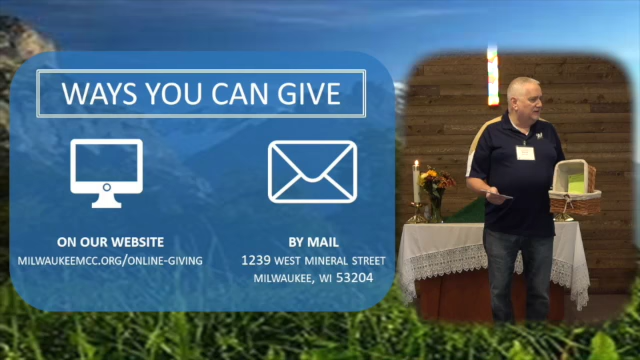 WAYS YOU CAN GIVE
ON OUR WEBSITE
MILWAUKEEMCC.ORG/ONLINE-GIVING
BY MAIL
1239 WEST MINERAL STREET
MILWAUKEE, WI 53204